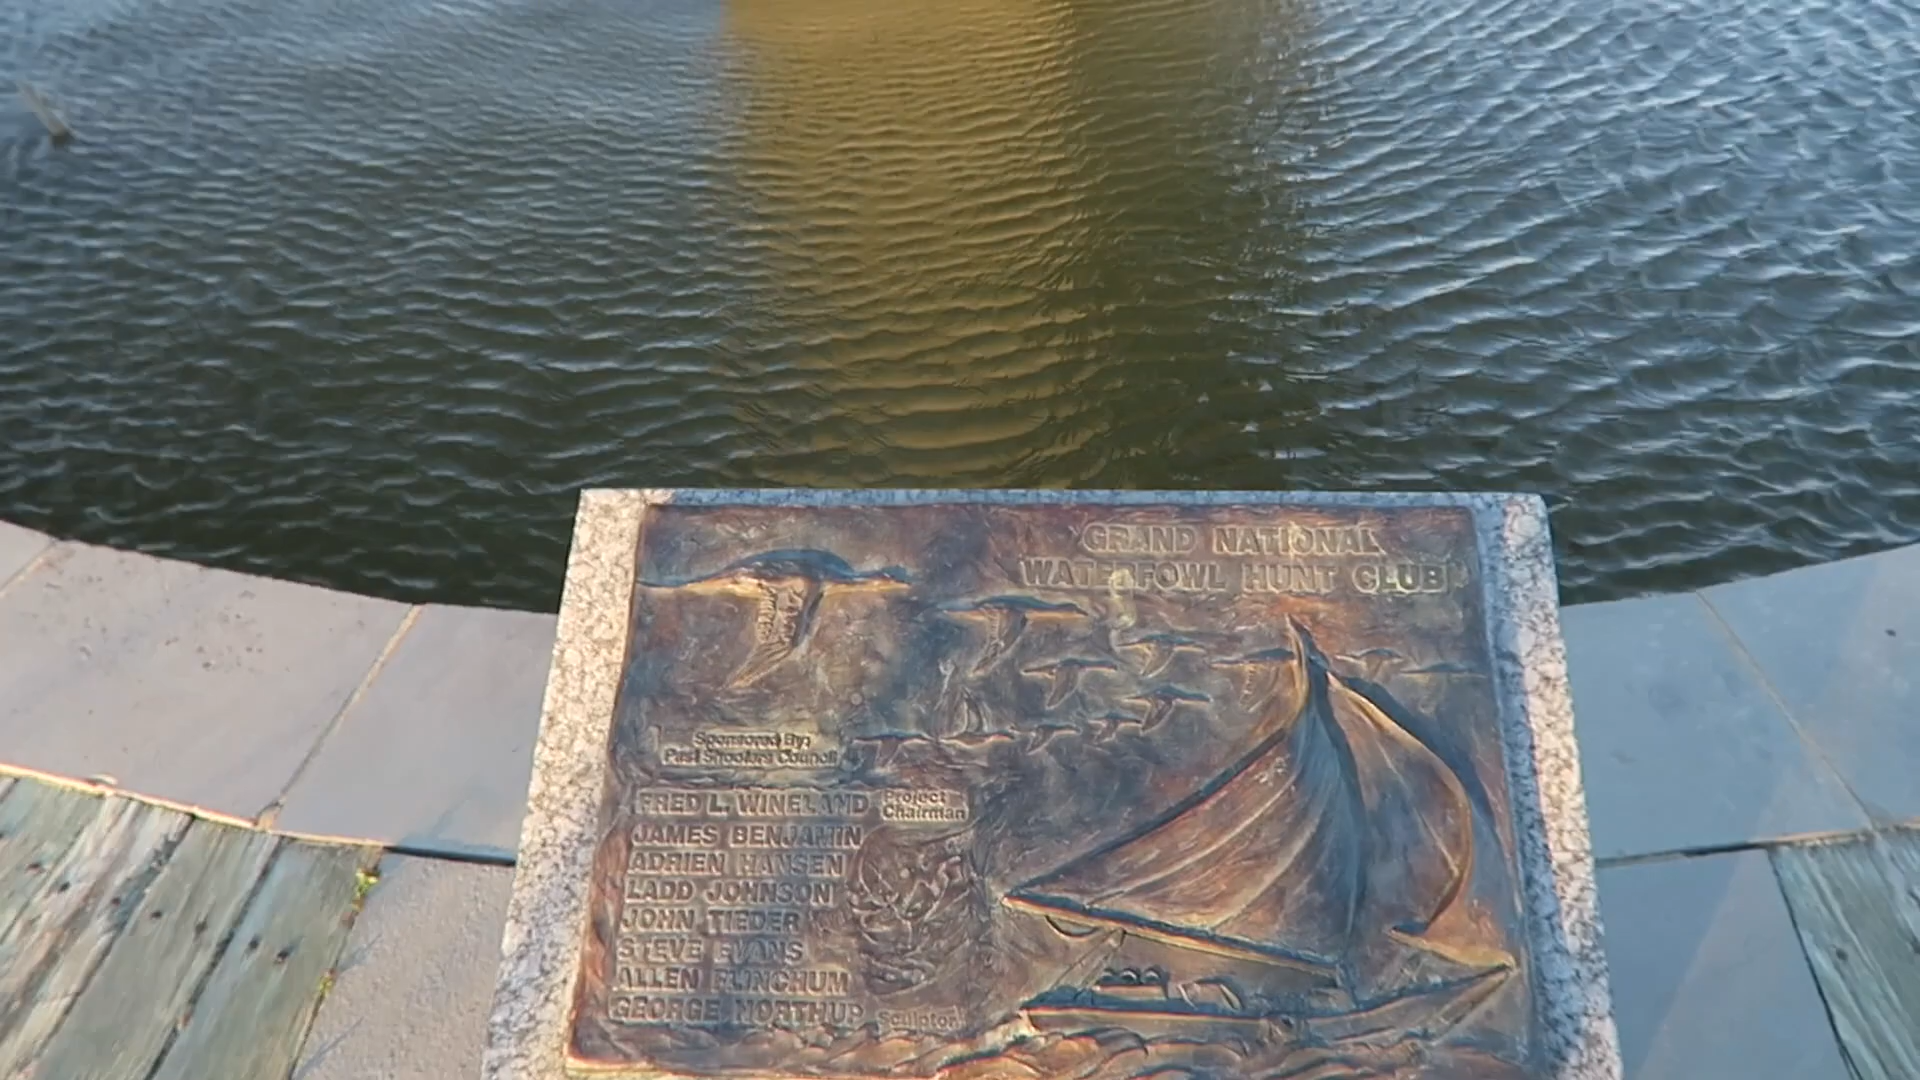 GRAND NATIONAL
WATERFOWL HUNT CLUB
Sponsored By:
Past Shooters Council
FRED L. WINELAND Project Chairman
JAMES BENJAMIN
ADRIEN HANSEN
LADD JOHNSON
JOHN TIEDER
STEVE EVANS
ALLEN FLINCHUM
GEORGE NORTHUP Sculptor